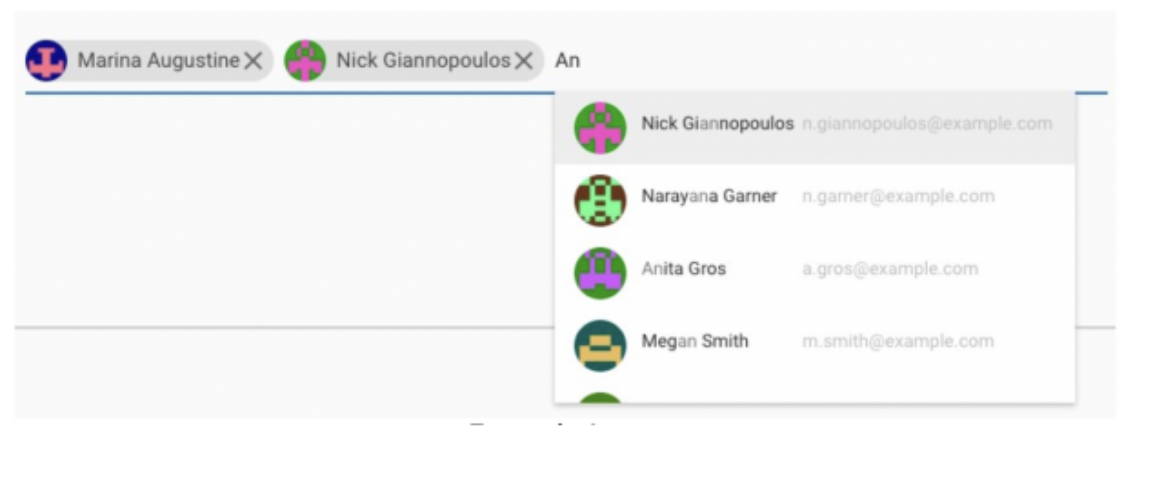 Marina Augustine Nick Giannopoulos An
Nick Giannopoulos n.giannopoulos@example.com
Narayana Garner n.garner@example.com
Anita Gros a.gros@example.com
Megan Smith m.smith@example.com